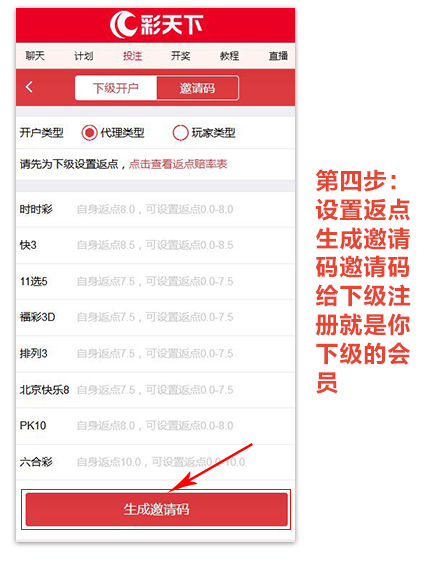 彩天下
聊天 计划 投注 开奖 教程 直播
下级开户 邀请码
开户类型 代理类型 玩家类型
请先为下级设置返点，点击查看返点赔率表
时时彩 自身返点8.0，可设置返点0.0-8.0
快3 自身返点8.5，可设置返点0.0-8.5
11选5 自身返点7.5，可设置返点0.0-7.5
福彩3D 自身返点7.5，可设置返点0.0-7.5
排列3 自身返点7.5，可设置返点0.0-7.5
北京快乐8 自身返点7.5，可设置返点0.0-7.5
PK10 自身返点8.0，可设置返点0.0-8.0
六合彩 自身返点10.0，可设置返点0.0-10.0
生成邀请码
第四步：
设置返点
生成邀请
码邀请码
给下级注
册就是你
下级的会
员